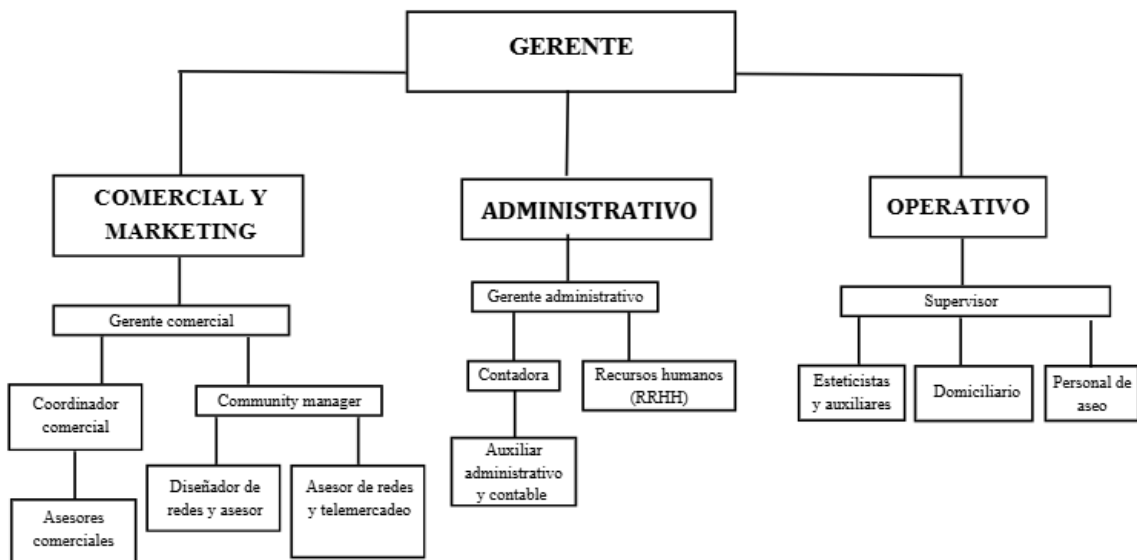 GERENTE
COMERCIAL Y
MARKETING
ADMINISTRATIVO
OPERATIVO
Gerente comercial
Gerente administrativo
Supervisor
Coordinador
comercial
Community manager
Contadora
Recursos humanos
(RRHH)
Esteticistas
y auxiliares
Domiciliario
Personal de
aseo
Asesores
comerciales
Diseñador de
redes y asesor
Asesor de redes
y telemercadeo
Auxiliar
administrativo
y contable